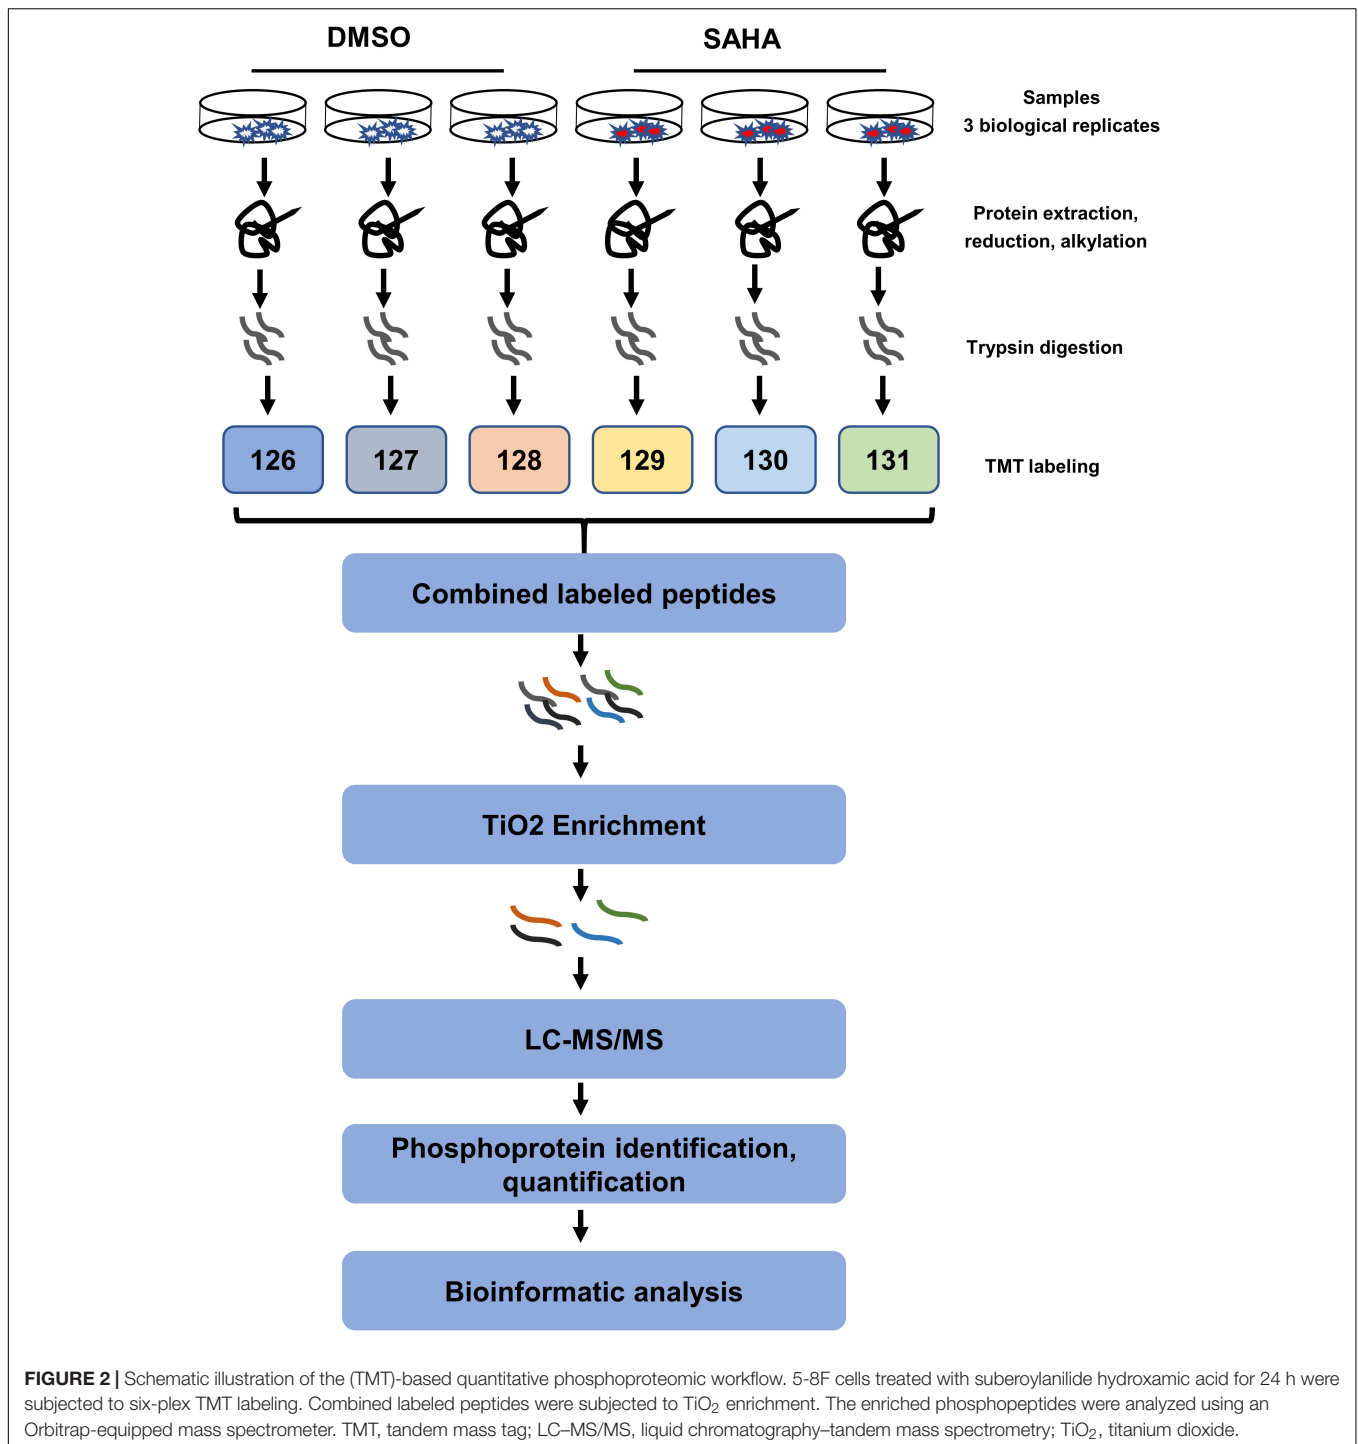 DMSO
SAHA
Samples
3 biological replicates
Protein extraction,
reduction, alkylation
Trypsin digestion
126
127
128
129
130
131
TMT labeling
Combined labeled peptides
TiO2 Enrichment
LC-MS/MS
Phosphoprotein identification,
quantification
Bioinformatic analysis
FIGURE 2 | Schematic illustration of the (TMT)-based quantitative phosphoproteomic workflow. 5-8F cells treated with suberoylanilide hydroxamic acid for 24 h were
subjected to six-plex TMT labeling. Combined labeled peptides were subjected to TiO₂ enrichment. The enriched phosphopeptides were analyzed using an
Orbitrap-equipped mass spectrometer. TMT, tandem mass tag; LC–MS/MS, liquid chromatography–tandem mass spectrometry; TiO₂, titanium dioxide.